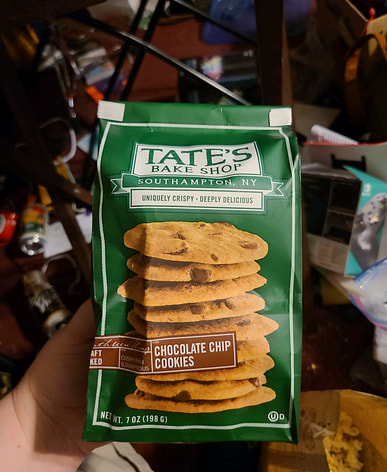 TATE'S
BAKE SHOP
SOUTHAMPTON, NY
UNIQUELY CRISPY • DEEPLY DELICIOUS
CHOCOLATE CHIP
COOKIES
NET WT. 7 OZ (198 G)
U D